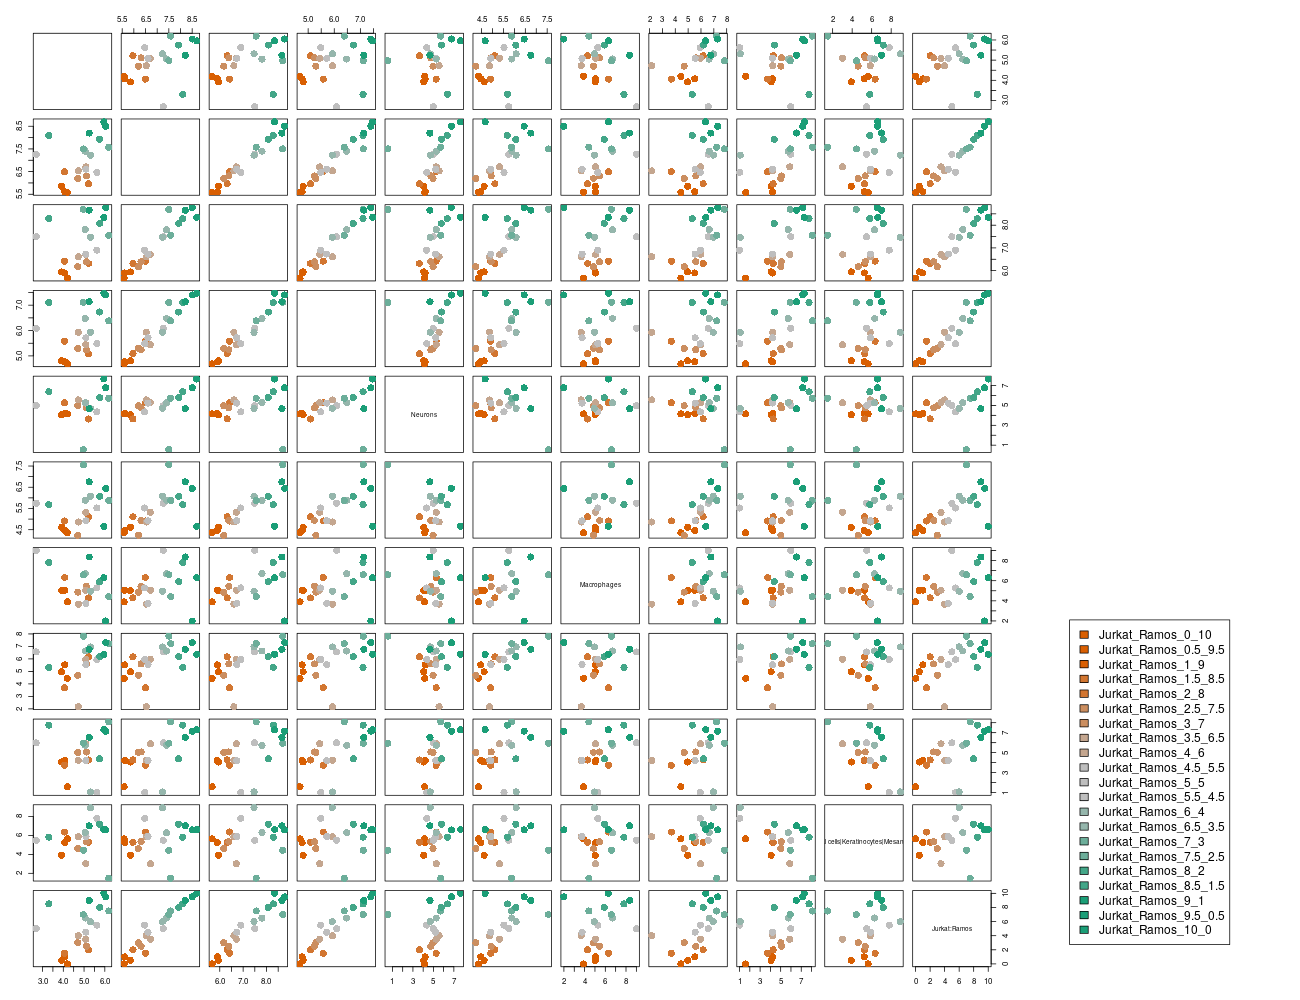 5.5 6.5 7.5 8.5 5.0 6.0 7.0 4.5 5.5 6.5 7.5 2 3 4 5 6 7 8 2 4 6 8
3.0 4.0 5.0 6.0
5.5 6.5 7.5 8.5
6.0 7.0 8.0
5.0 6.0 7.0
Neurons
1 3 5 7
4.5 5.5 6.5 7.5
Macrophages
2 4 6 8
2 3 4 5 6 7 8
1 3 5 7
l cells|Keratinocytes|Mesan
2 4 6 8
Jurkat:Ramos
0 2 4 6 8 10
3.0 4.0 5.0 6.0 6.0 7.0 8.0 1 3 5 7 2 4 6 8 1 3 5 7 0 2 4 6 8 10
Jurkat_Ramos_0_10
Jurkat_Ramos_0.5_9.5
Jurkat_Ramos_1_9
Jurkat_Ramos_1.5_8.5
Jurkat_Ramos_2_8
Jurkat_Ramos_2.5_7.5
Jurkat_Ramos_3_7
Jurkat_Ramos_3.5_6.5
Jurkat_Ramos_4_6
Jurkat_Ramos_4.5_5.5
Jurkat_Ramos_5_5
Jurkat_Ramos_5.5_4.5
Jurkat_Ramos_6_4
Jurkat_Ramos_6.5_3.5
Jurkat_Ramos_7_3
Jurkat_Ramos_7.5_2.5
Jurkat_Ramos_8_2
Jurkat_Ramos_8.5_1.5
Jurkat_Ramos_9_1
Jurkat_Ramos_9.5_0.5
Jurkat_Ramos_10_0